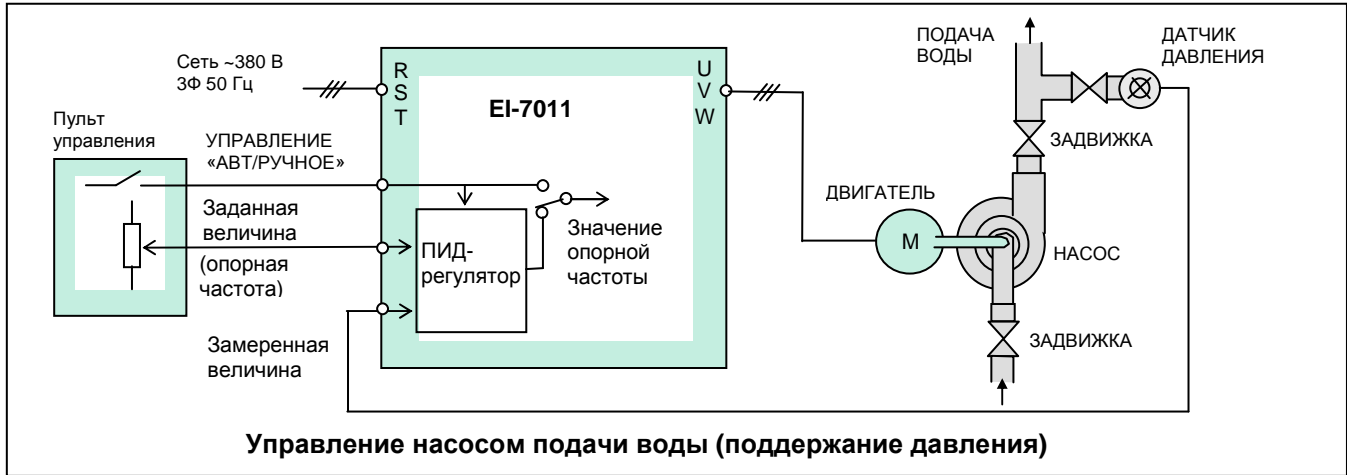 ПОДАЧА
ВОДЫ
ДАТЧИК
ДАВЛЕНИЯ
Сеть ~380 В
3Ф 50 Гц
R
S
T
EI-7011
U
V
W
Пульт
управления
УПРАВЛЕНИЕ
«АВТ/РУЧНОЕ»
ЗАДВИЖКА
ДВИГАТЕЛЬ
Заданная
величина
(опорная
частота)
ПИД-
регулятор
Значение
опорной
частоты
М
НАСОС
Замеренная
величина
ЗАДВИЖКА
Управление насосом подачи воды (поддержание давления)